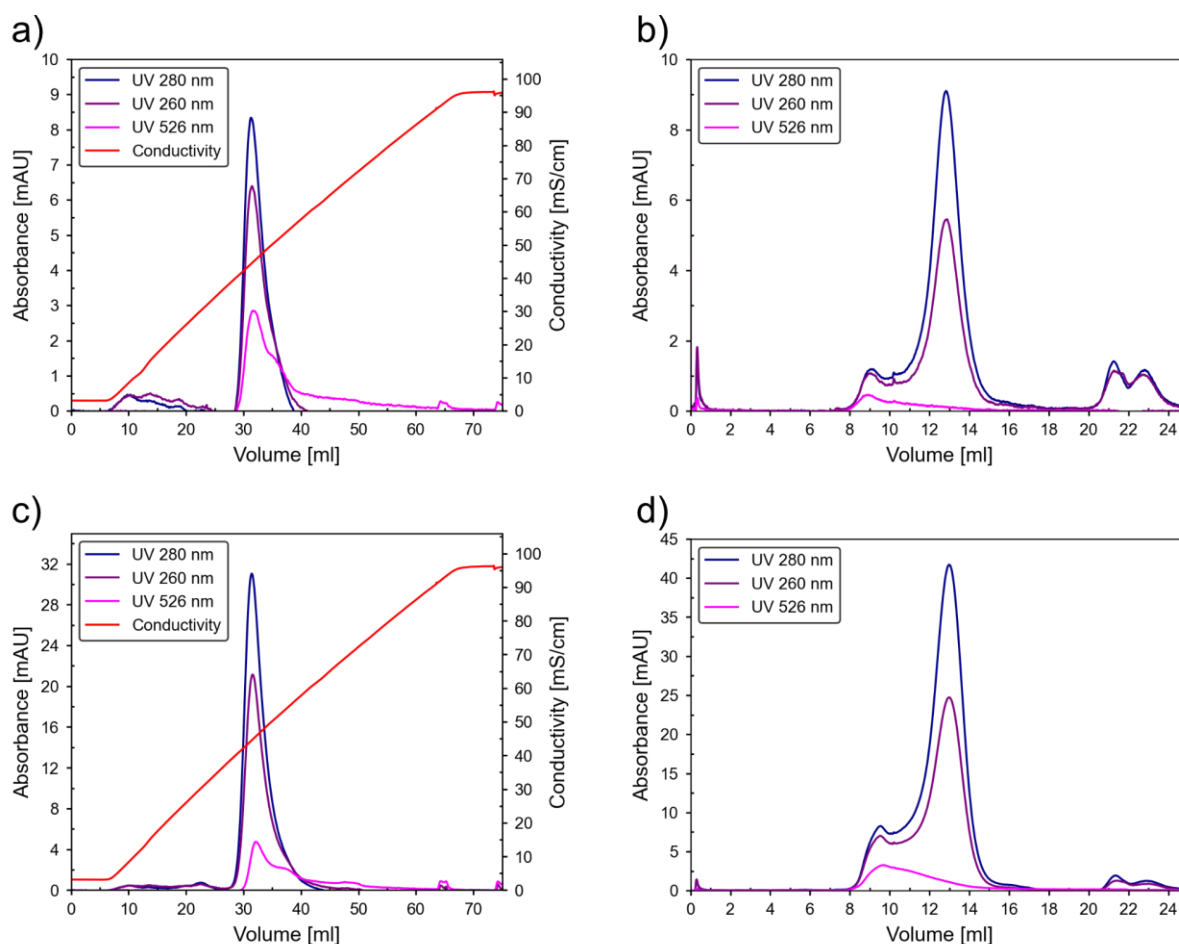 a)
10
9
8
7
6
5
4
3
2
1
0
Absorbance [mAU]
UV 280 nm
UV 260 nm
UV 526 nm
Conductivity
100
90
80
70
60
50
40
30
20
10
0
Conductivity [mS/cm]
0 10 20 30 40 50 60 70
Volume [ml]
b)
10
8
6
4
2
0
Absorbance [mAU]
UV 280 nm
UV 260 nm
UV 526 nm
0 2 4 6 8 10 12 14 16 18 20 22 24
Volume [ml]
c)
32
28
24
20
16
12
8
4
0
Absorbance [mAU]
UV 280 nm
UV 260 nm
UV 526 nm
Conductivity
100
90
80
70
60
50
40
30
20
10
0
Conductivity [mS/cm]
0 10 20 30 40 50 60 70
Volume [ml]
d)
45
40
35
30
25
20
15
10
5
0
Absorbance [mAU]
UV 280 nm
UV 260 nm
UV 526 nm
0 2 4 6 8 10 12 14 16 18 20 22 24
Volume [ml]